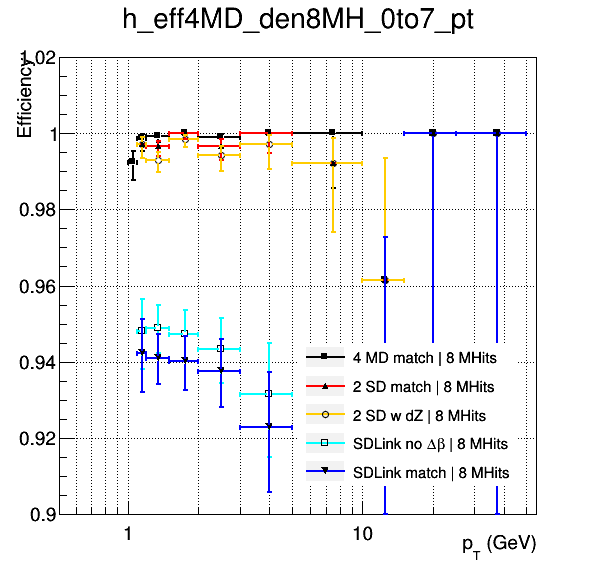 h_eff4MD_den8MH_0to7_pt
Efficiency
1.02
1
0.98
0.96
0.94
0.92
0.9
4 MD match | 8 MHits
2 SD match | 8 MHits
2 SD w dZ | 8 MHits
SDLink no Δβ | 8 MHits
SDLink match | 8 MHits
1
10
p_T (GeV)